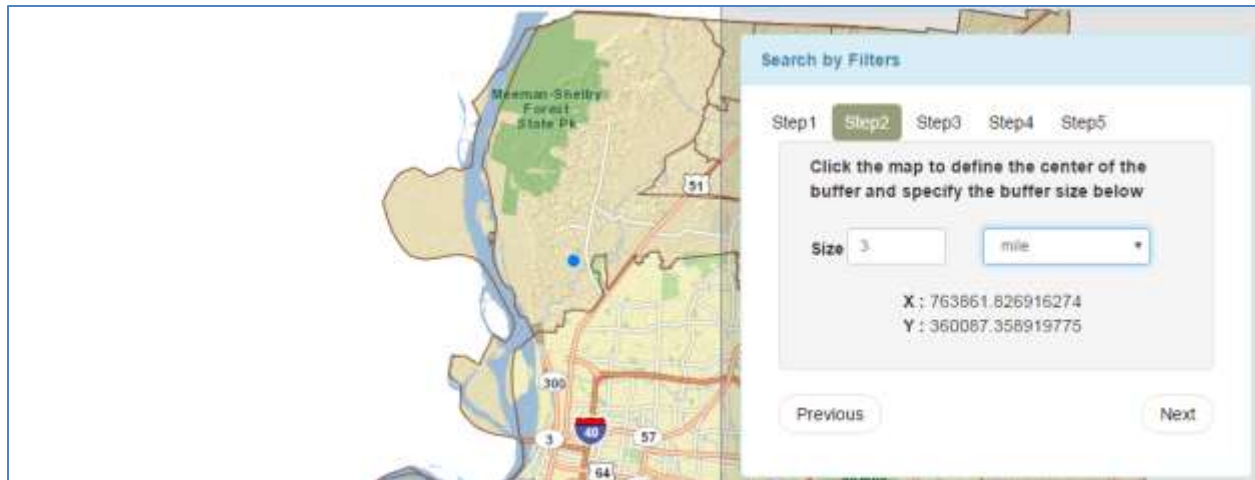 Meeman-Shelby
Forest
State Pk
51
300
3
40
57
64
Search by Filters
Step1 Step2 Step3 Step4 Step5
Click the map to define the center of the
buffer and specify the buffer size below
Size 3 mile
X : 763861.826916274
Y : 360087.358919775
Previous Next